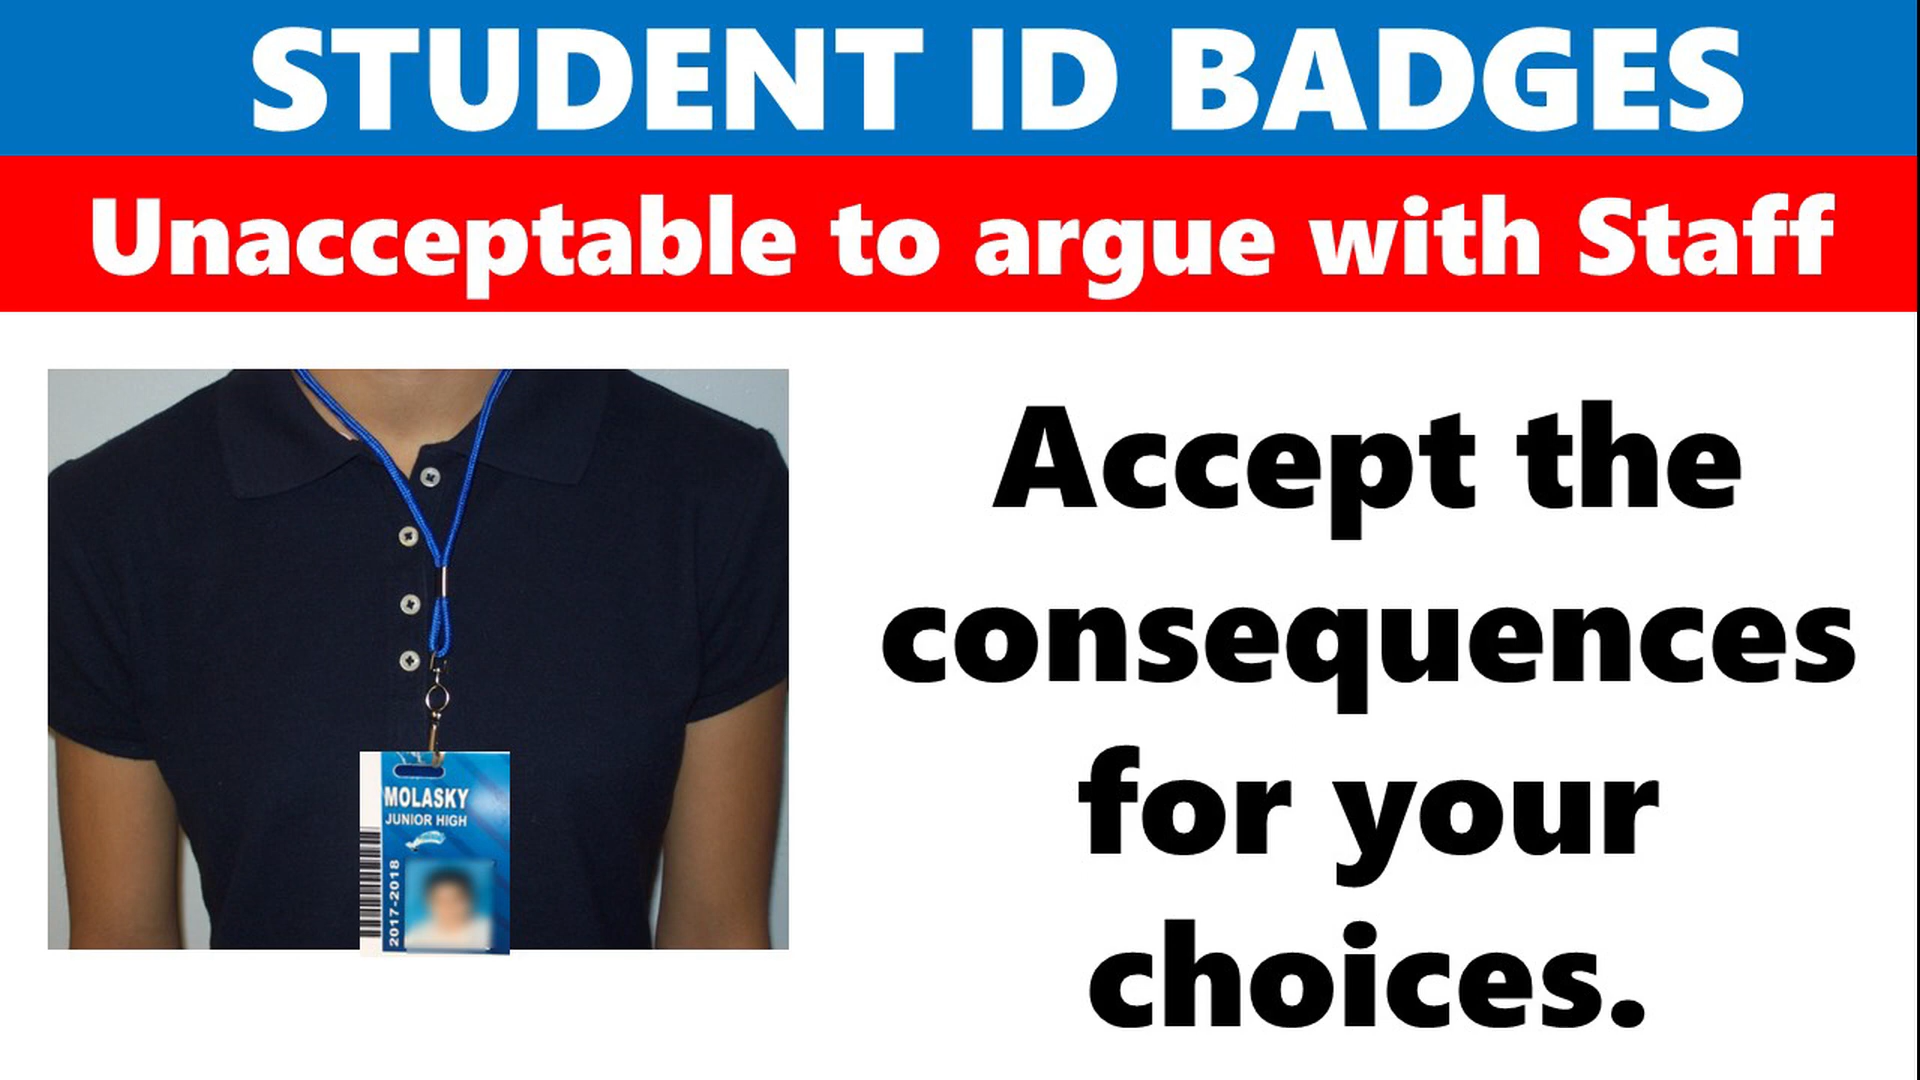 STUDENT ID BADGES
Unacceptable to argue with Staff
Accept the
consequences
for your
choices.
MOLASKY
JUNIOR HIGH
2017-2018